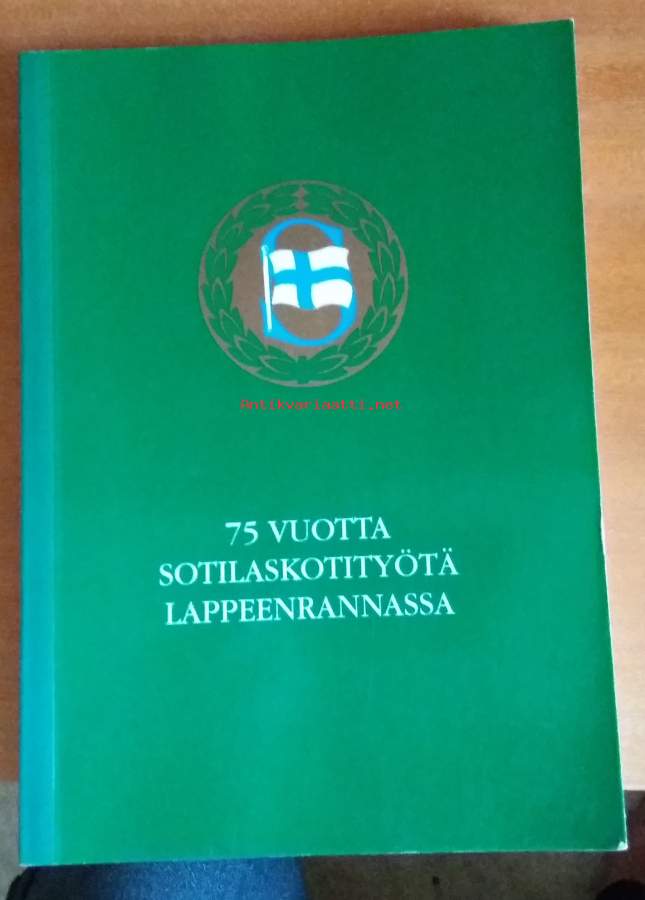 S
Antikvariaatti.net
75 VUOTTA
SOTILASKOTITYÖTÄ
LAPPEENRANNASSA